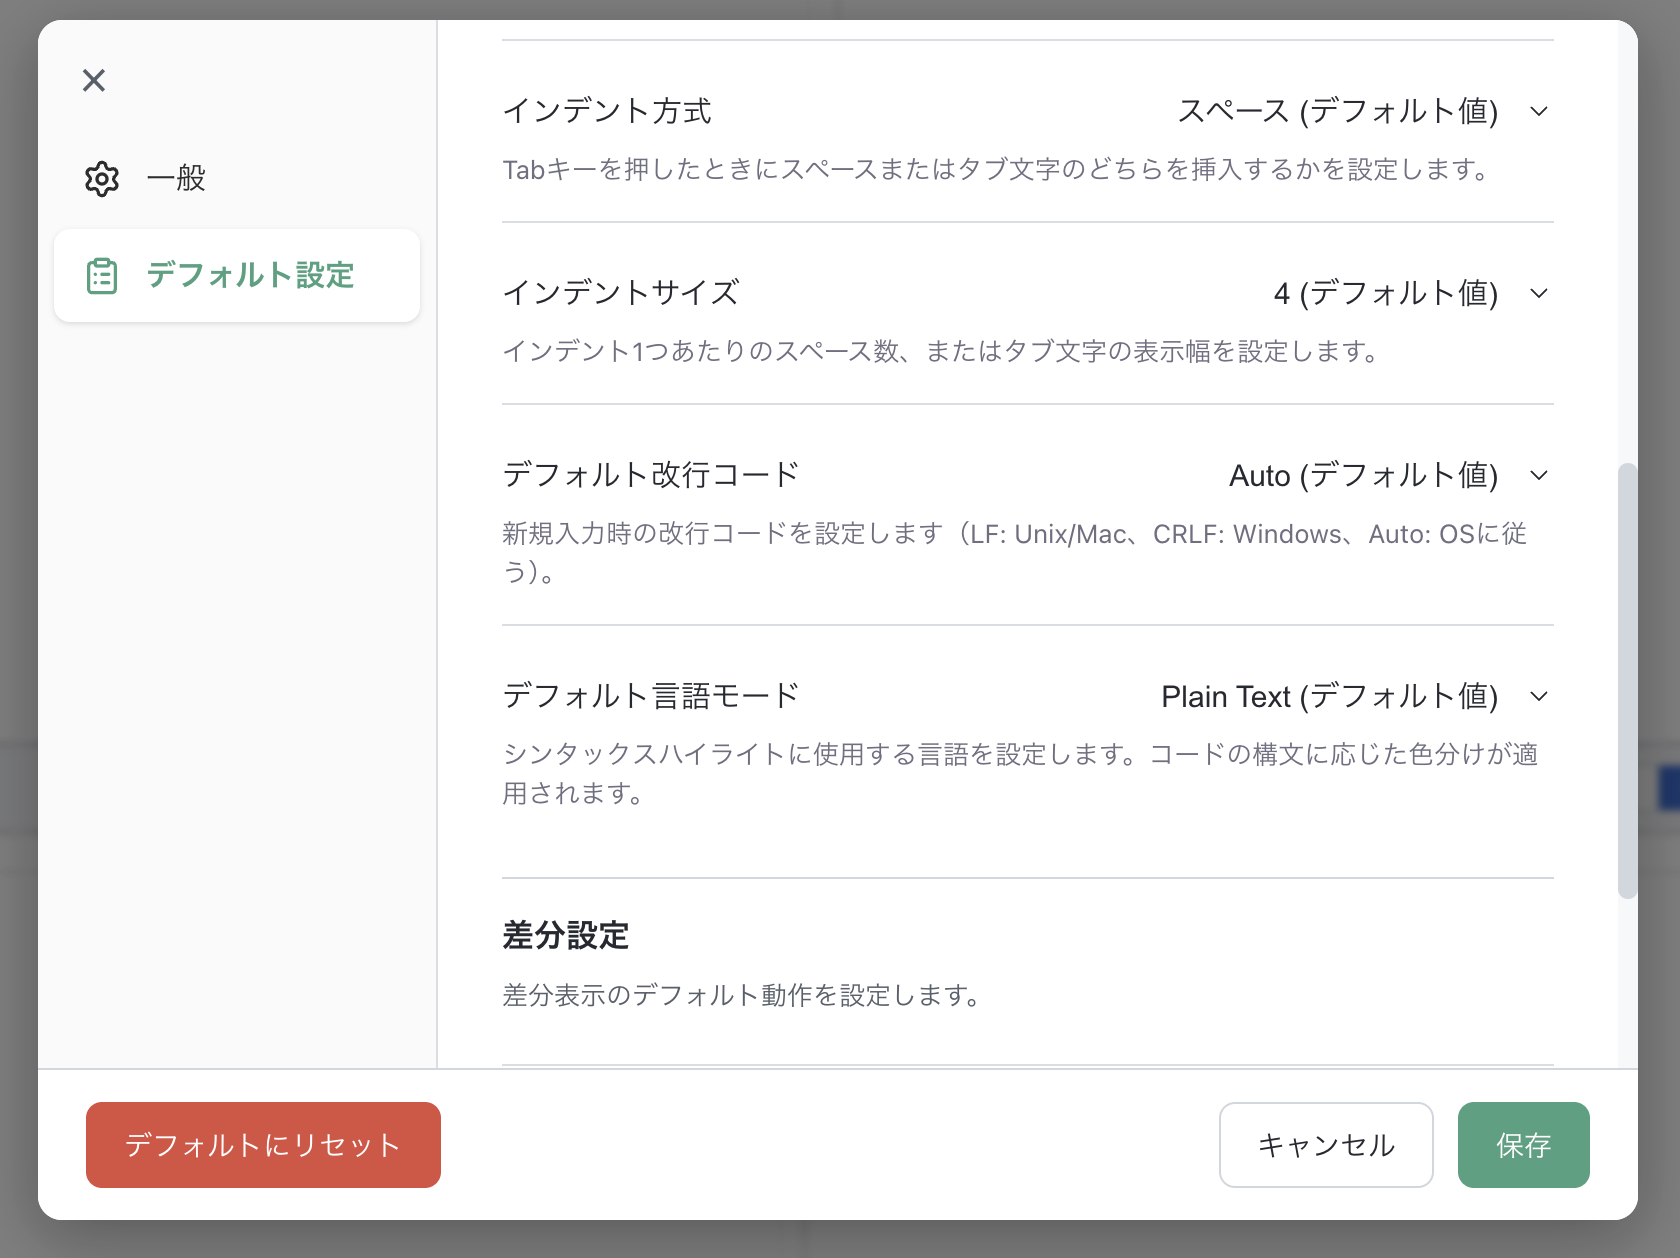 一般
デフォルト設定
インデント方式
スペース (デフォルト値)
Tabキーを押したときにスペースまたはタブ文字のどちらを挿入するかを設定します。
インデントサイズ
4 (デフォルト値)
インデント1つあたりのスペース数、またはタブ文字の表示幅を設定します。
デフォルト改行コード
Auto (デフォルト値)
新規入力時の改行コードを設定します（LF: Unix/Mac、CRLF: Windows、Auto: OSに従
う）。
デフォルト言語モード
Plain Text (デフォルト値)
シンタックスハイライトに使用する言語を設定します。コードの構文に応じた色分けが適
用されます。
差分設定
差分表示のデフォルト動作を設定します。
デフォルトにリセット
キャンセル
保存